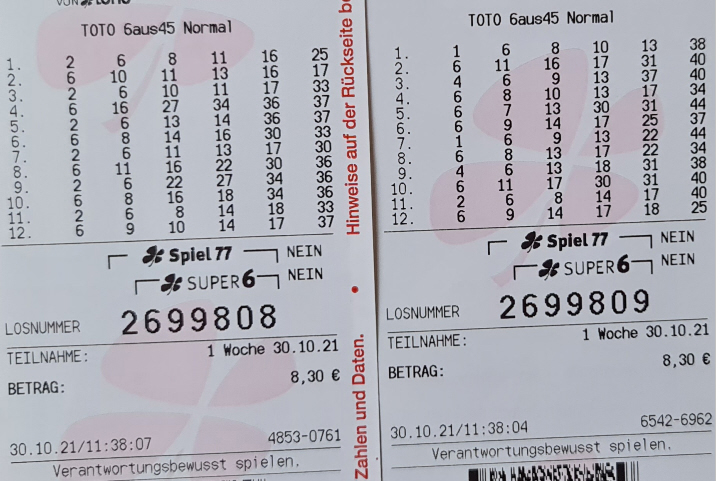 TOTO 6aus45 Normal
1. 2 6 8 11 16 25
2. 6 10 11 13 16 17
3. 2 6 10 11 17 33
4. 6 16 27 34 36 37
5. 2 6 13 14 36 37
6. 6 8 14 16 30 33
7. 2 6 11 13 17 30
8. 6 11 16 22 30 36
9. 2 6 22 27 34 36
10. 6 8 16 18 34 36
11. 2 6 8 14 18 33
12. 6 9 10 14 17 37
Spiel 77 NEIN
SUPER 6 NEIN
LOSNUMMER 2699808
TEILNAHME: 1 Woche 30.10.21
BETRAG: 8,30 €
30.10.21/11:38:07 4853-0761
Verantwortungsbewusst spielen.
Zahlen und Daten. • Hinweise auf der Rückseite
TOTO 6aus45 Normal
1. 1 6 8 10 13 38
2. 6 11 16 17 31 40
3. 4 6 9 13 37 40
4. 6 8 10 13 17 34
5. 6 7 13 30 31 44
6. 6 9 14 17 25 37
7. 1 6 9 13 22 44
8. 6 8 13 17 22 34
9. 4 6 13 18 31 38
10. 6 11 17 30 31 40
11. 2 6 8 14 17 40
12. 6 9 14 17 18 25
Spiel 77 NEIN
SUPER 6 NEIN
LOSNUMMER 2699809
TEILNAHME: 1 Woche 30.10.21
BETRAG: 8,30 €
30.10.21/11:38:04 6542-6962
Verantwortungsbewusst spielen.